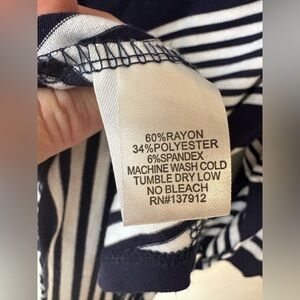 60%RAYON
34%POLYESTER
6%SPANDEX
MACHINE WASH COLD
TUMBLE DRY LOW
NO BLEACH
RN#137912